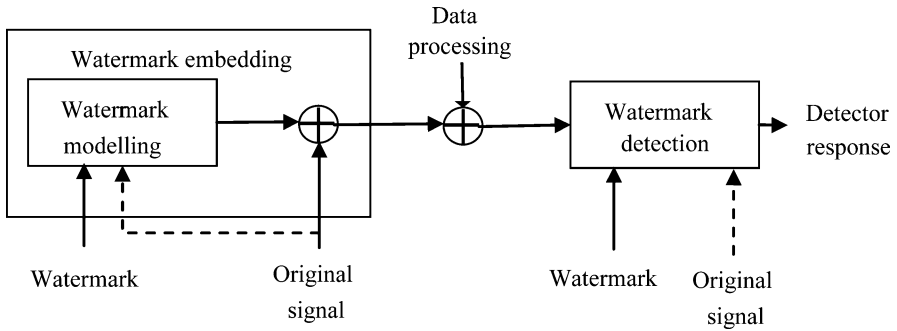 Data
processing
Watermark embedding
Watermark
modelling
Watermark
detection
Detector
response
Watermark
Original
signal
Watermark
Original
signal